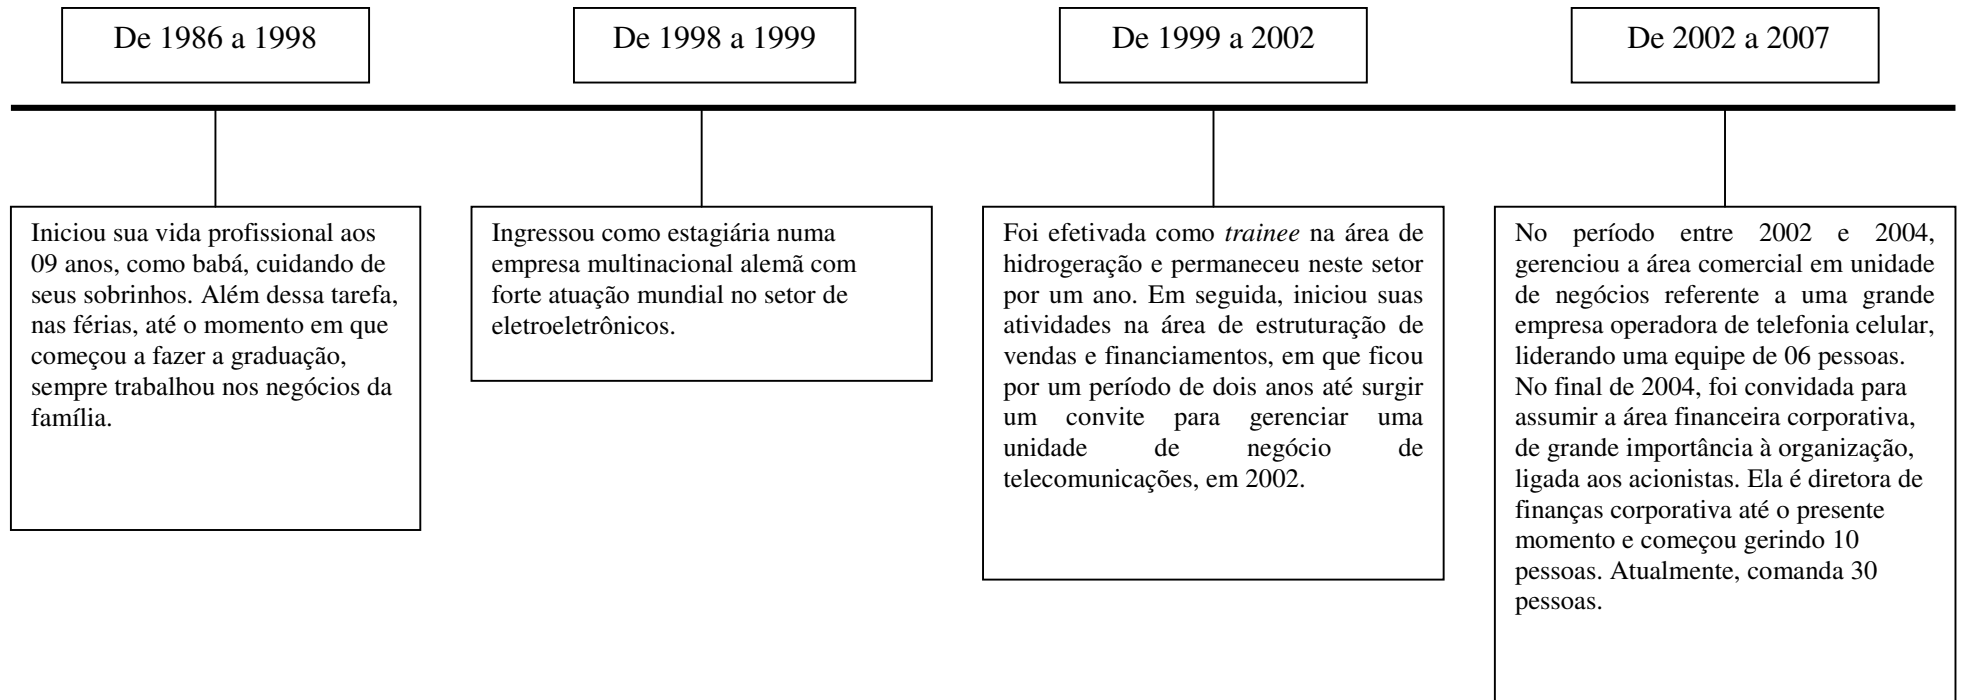 De 1986 a 1998
De 1998 a 1999
De 1999 a 2002
De 2002 a 2007
Iniciou sua vida profissional aos
09 anos, como babá, cuidando de
seus sobrinhos. Além dessa tarefa,
nas férias, até o momento em que
começou a fazer a graduação,
sempre trabalhou nos negócios da
família.
Ingressou como estagiária numa
empresa multinacional alemã com
forte atuação mundial no setor de
eletroeletrônicos.
Foi efetivada como trainee na área de
hidrogeração e permaneceu neste setor
por um ano. Em seguida, iniciou suas
atividades na área de estruturação de
vendas e financiamentos, em que ficou
por um período de dois anos até surgir
um convite para gerenciar uma
unidade de negócio de
telecomunicações, em 2002.
No período entre 2002 e 2004,
gerenciou a área comercial em unidade
de negócios referente a uma grande
empresa operadora de telefonia celular,
liderando uma equipe de 06 pessoas.
No final de 2004, foi convidada para
assumir a área financeira corporativa,
de grande importância à organização,
ligada aos acionistas. Ela é diretora de
finanças corporativa até o presente
momento e começou gerindo 10
pessoas. Atualmente, comanda 30
pessoas.